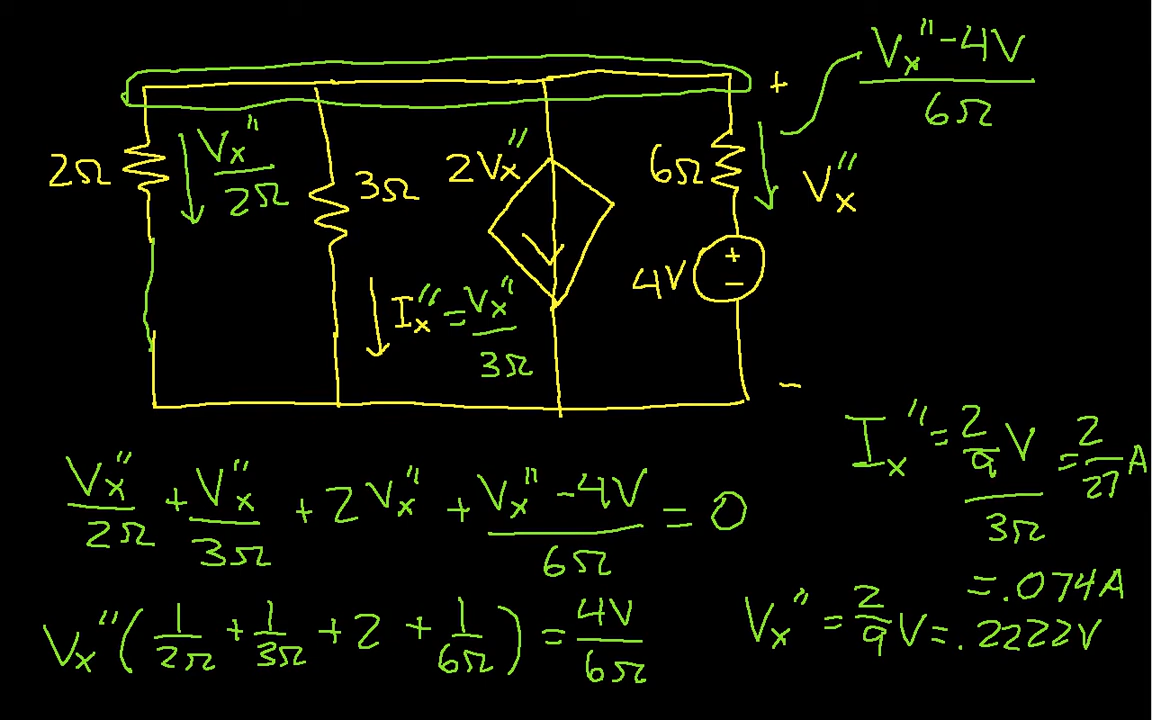 Vx" - 4V
6Ω
+
2Ω
Vx"
2Ω
3Ω
2Vx"
6Ω
Vx"
+
-
4V
Ix" = Vx"
3Ω
-
Ix" = 2/9 V = 2/27 A
3Ω
= .074A
Vx"/2Ω + Vx"/3Ω + 2Vx" + (Vx" - 4V)/6Ω = 0
Vx" (1/2Ω + 1/3Ω + 2 + 1/6Ω) = 4V/6Ω
Vx" = 2/9 V = .2222V